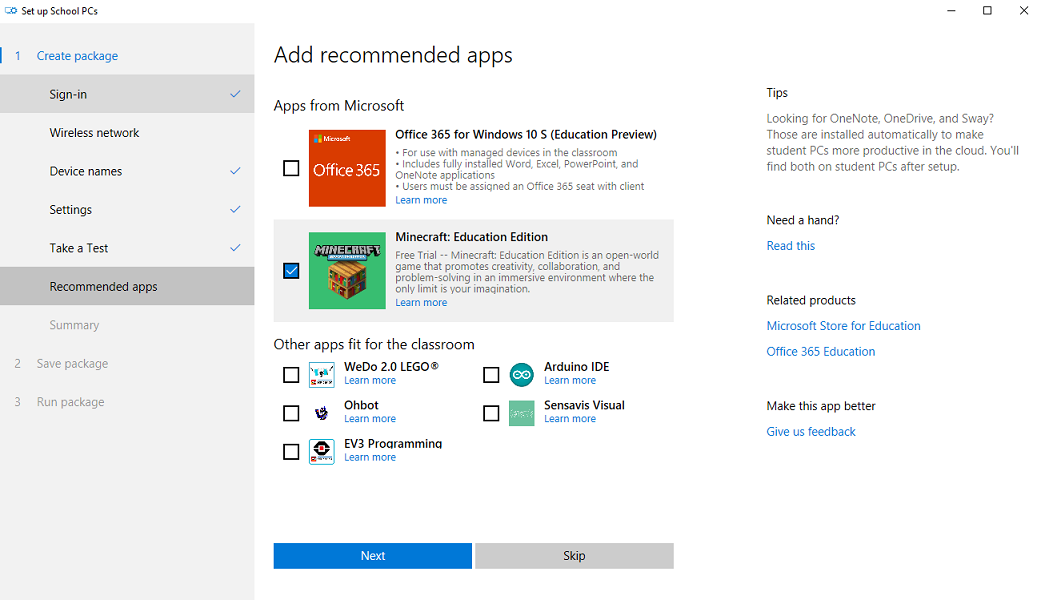 Set up School PCs
1 Create package
Sign-in
Wireless network
Device names
Settings
Take a Test
Recommended apps
Summary
2 Save package
3 Run package
Add recommended apps
Apps from Microsoft
Microsoft
Office 365
Office 365 for Windows 10 S (Education Preview)
• For use with managed devices in the classroom
• Includes fully installed Word, Excel, PowerPoint, and
OneNote applications
• Users must be assigned an Office 365 seat with client
Learn more
MINECRAFT
Minecraft: Education Edition
Free Trial -- Minecraft: Education Edition is an open-world
game that promotes creativity, collaboration, and
problem-solving in an immersive environment where the
only limit is your imagination.
Learn more
Other apps fit for the classroom
WeDo 2.0 LEGO®
Learn more
Arduino IDE
Learn more
Ohbot
Learn more
Sensavis Visual
Learn more
EV3 Programming
Learn more
Next
Skip
Tips
Looking for OneNote, OneDrive, and Sway?
Those are installed automatically to make
student PCs more productive in the cloud. You'll
find both on student PCs after setup.
Need a hand?
Read this
Related products
Microsoft Store for Education
Office 365 Education
Make this app better
Give us feedback